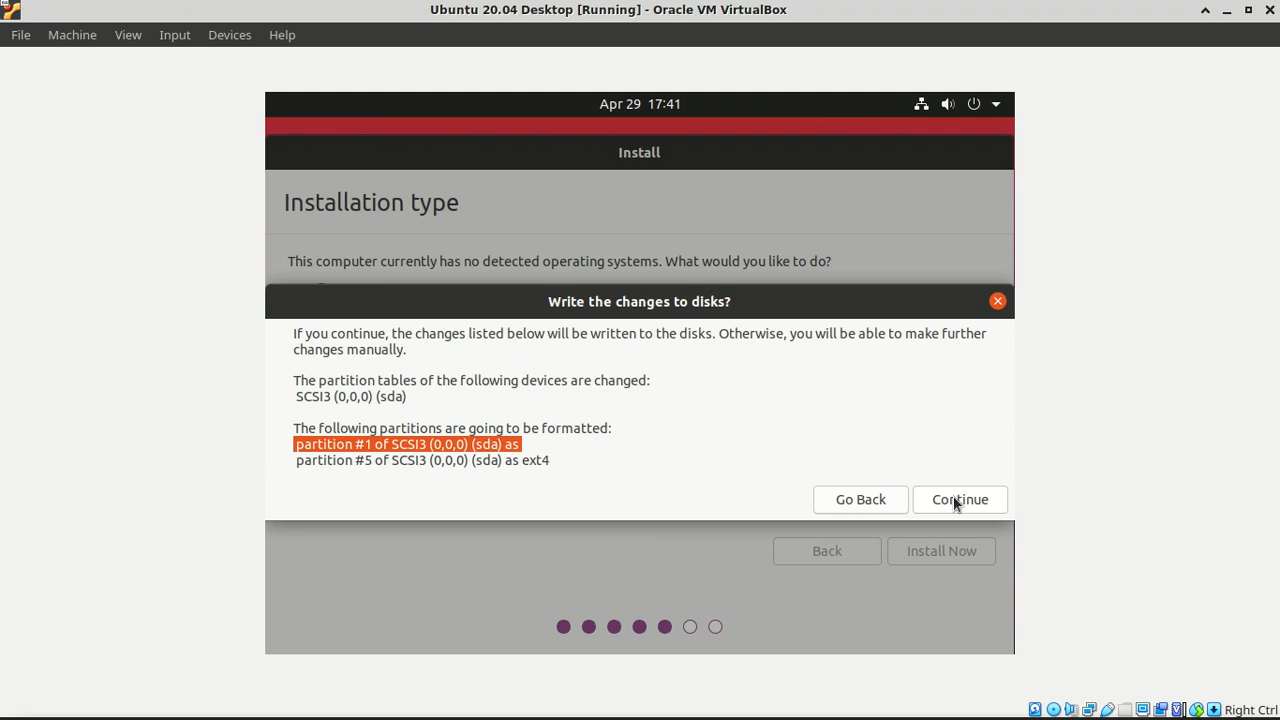 Ubuntu 20.04 Desktop [Running] - Oracle VM VirtualBox
File Machine View Input Devices Help
Apr 29 17:41
Install
Installation type
This computer currently has no detected operating systems. What would you like to do?
Write the changes to disks?
If you continue, the changes listed below will be written to the disks. Otherwise, you will be able to make further
changes manually.
The partition tables of the following devices are changed:
SCSI3 (0,0,0) (sda)
The following partitions are going to be formatted:
partition #1 of SCSI3 (0,0,0) (sda) as
partition #5 of SCSI3 (0,0,0) (sda) as ext4
Go Back Continue
Back Install Now
Right Ctrl